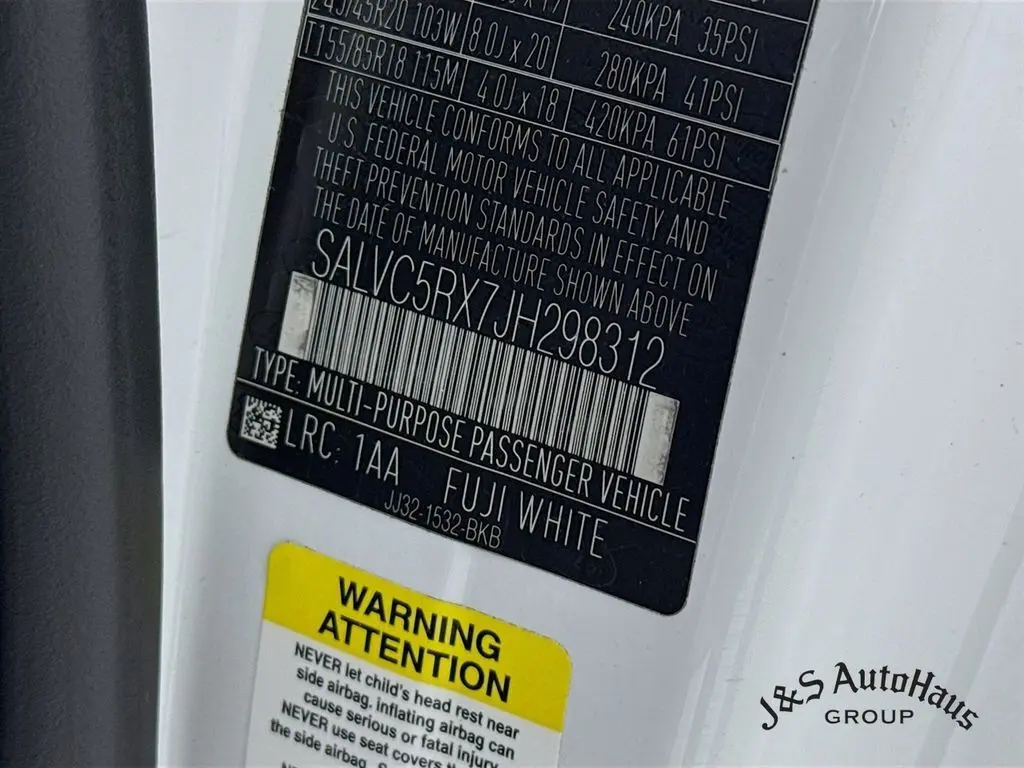 245/45R20 103W 8.0J x 20 240KPA 35PSI
T155/85R18 115M 4.0J x 18 280KPA 41PSI
420KPA 61PSI
THIS VEHICLE CONFORMS TO ALL APPLICABLE
U.S. FEDERAL MOTOR VEHICLE SAFETY AND
THEFT PREVENTION STANDARDS IN EFFECT ON
THE DATE OF MANUFACTURE SHOWN ABOVE
SALVC5RX7JH298312
TYPE: MULTI-PURPOSE PASSENGER VEHICLE
LRC: 1AA FUJI WHITE
JJ32-1532-BKB
WARNING
ATTENTION
NEVER let child's head rest near
side airbag, inflating airbag can
cause serious or fatal injury.
NEVER use seat covers
the side airbag.
J&S AutoHaus
GROUP